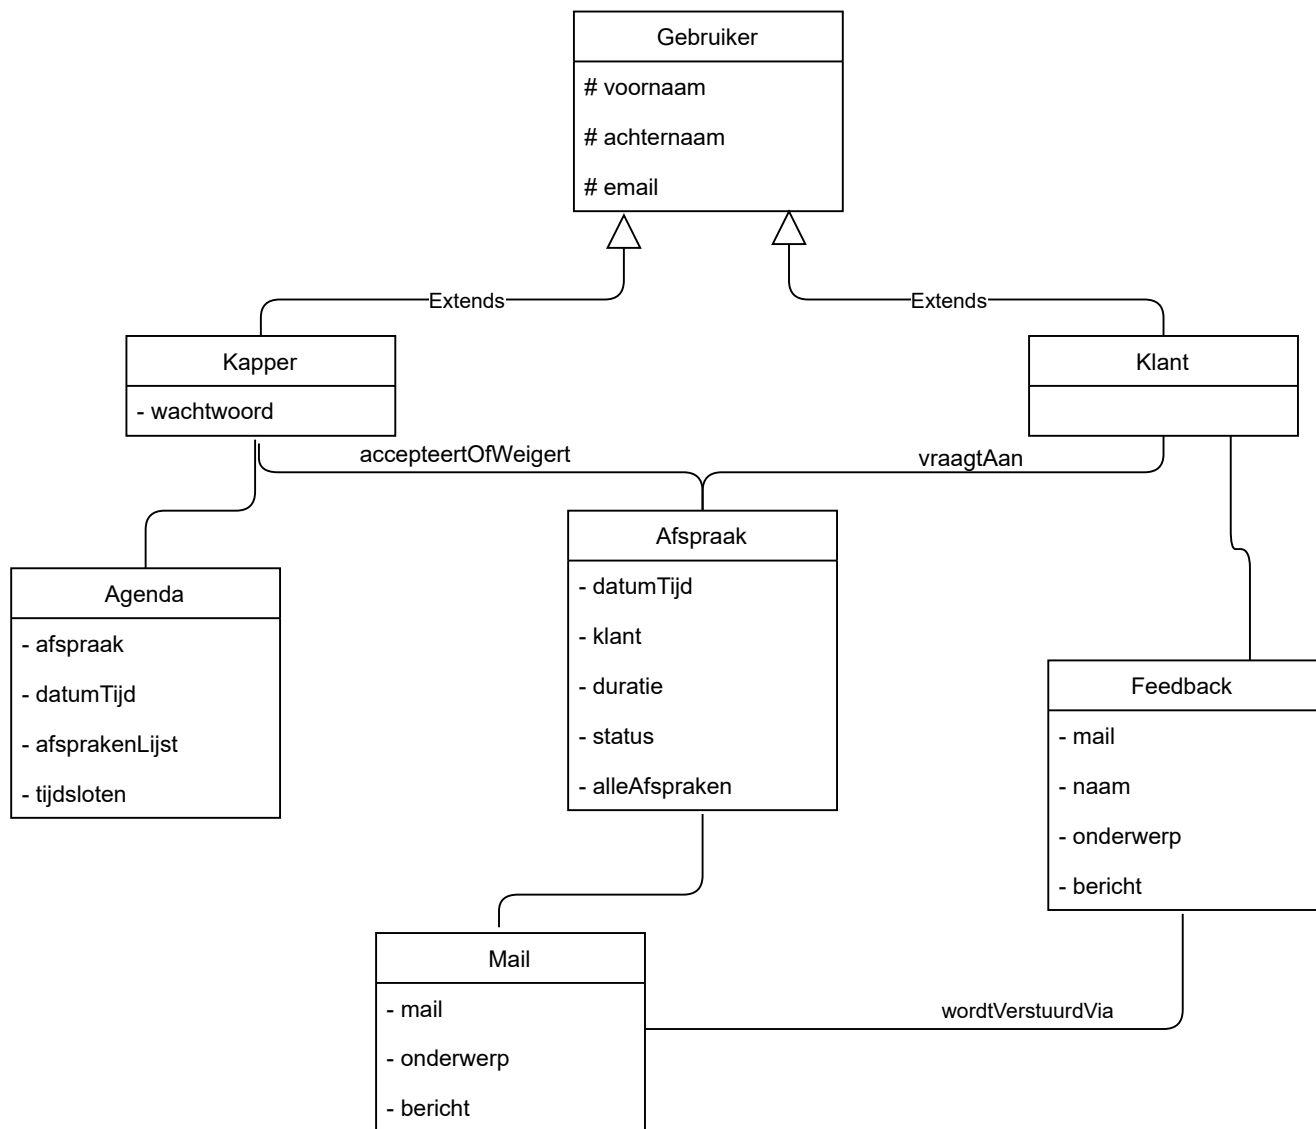 Gebruiker
# voornaam
# achternaam
# email
Extends
Extends
Kapper
- wachtwoord
Klant
accepteertOfWeigert
vraagtAan
Agenda
- afspraak
- datumTijd
- afsprakenLijst
- tijdsloten
Afspraak
- datumTijd
- klant
- duratie
- status
- alleAfspraken
Feedback
- mail
- naam
- onderwerp
- bericht
Mail
- mail
- onderwerp
- bericht
wordtVerstuurdVia